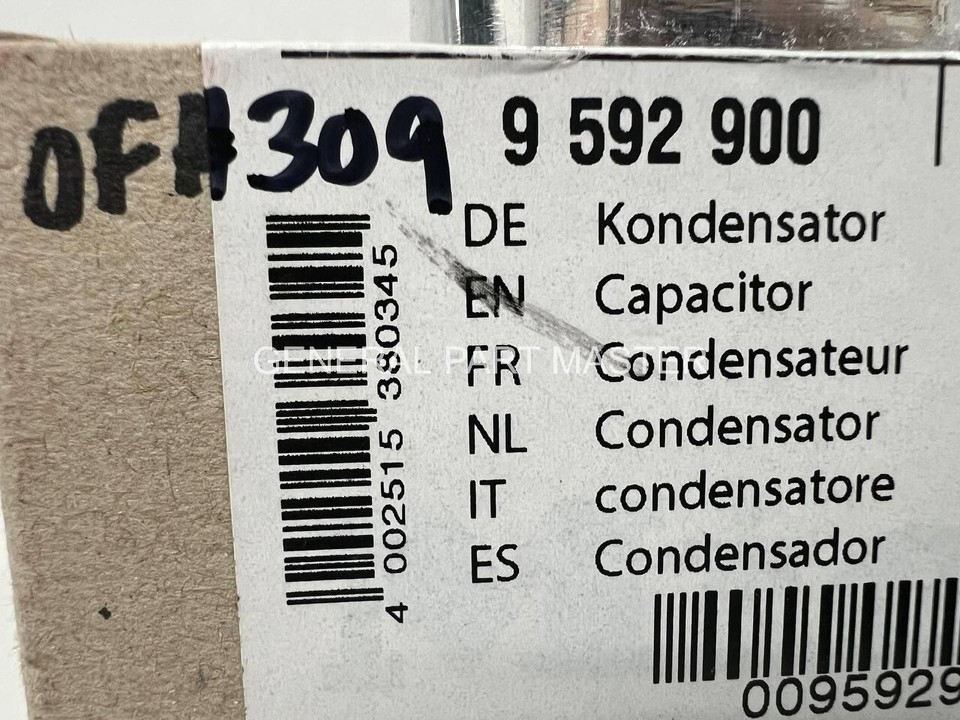 OFH309
9 592 900
DE Kondensator
EN Capacitor
FR Condensateur
NL Condensator
IT condensatore
ES Condensador
4 002515 380345
GENERAL PART MASTER
0095929